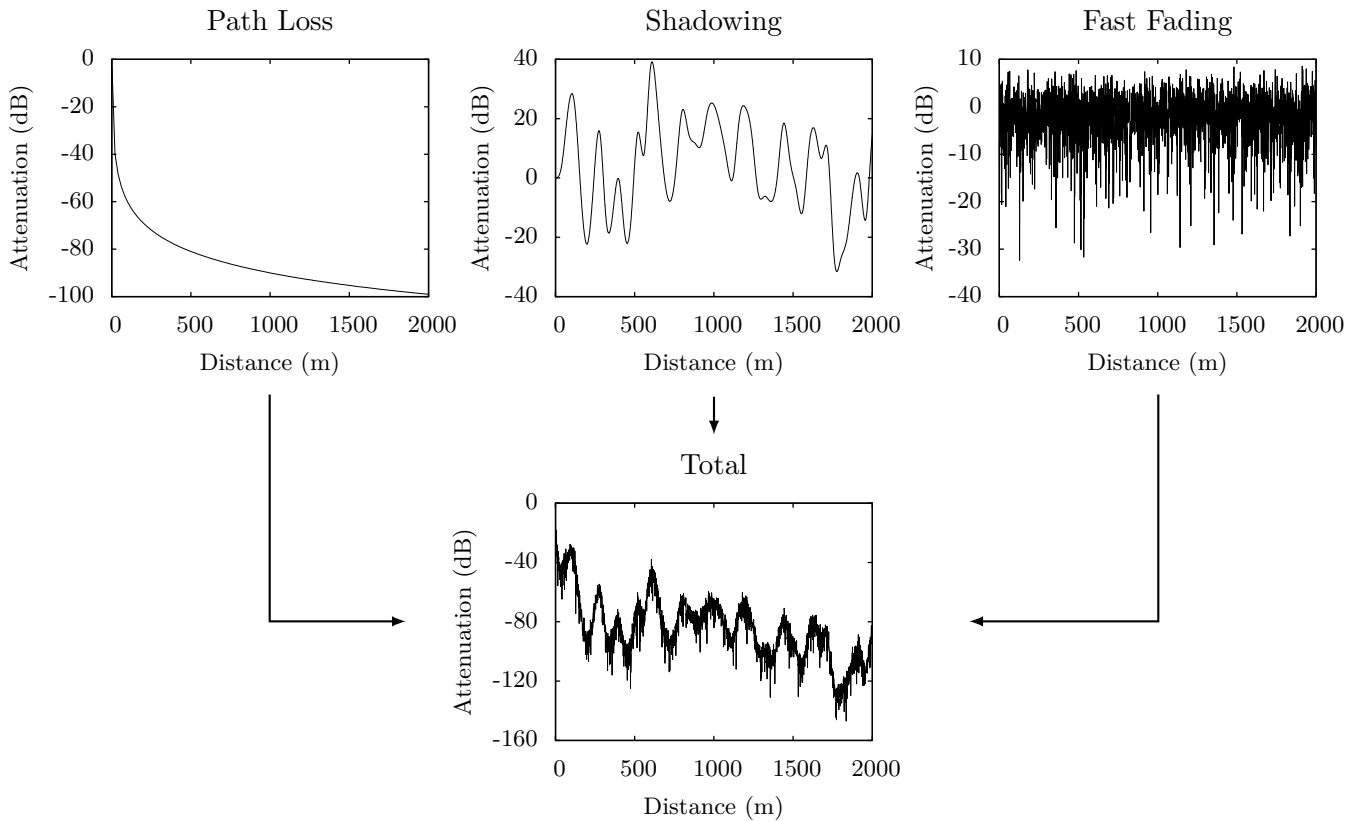 Path Loss
Shadowing
Fast Fading
Attenuation (dB)
0
-20
-40
-60
-80
-100
0 500 1000 1500 2000
Distance (m)
Attenuation (dB)
40
20
0
-20
-40
0 500 1000 1500 2000
Distance (m)
Attenuation (dB)
10
0
-10
-20
-30
-40
0 500 1000 1500 2000
Distance (m)
Total
Attenuation (dB)
0
-40
-80
-120
-160
0 500 1000 1500 2000
Distance (m)